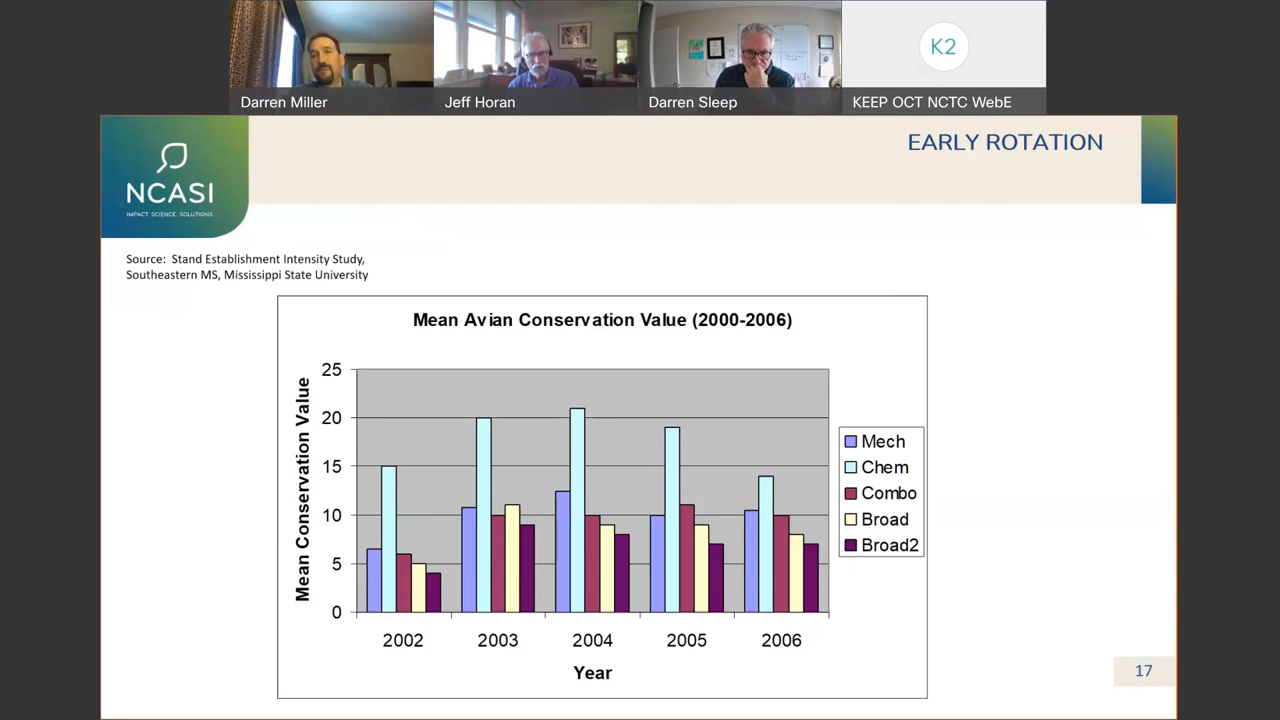 Darren Miller
Jeff Horan
Darren Sleep
K2
KEEP OCT NCTC WebE
NCASI
IMPACT. SCIENCE. SOLUTIONS.
EARLY ROTATION
Source: Stand Establishment Intensity Study,
Southeastern MS, Mississippi State University
Mean Avian Conservation Value (2000-2006)
Mean Conservation Value
25
20
15
10
5
0
2002
2003
2004
2005
2006
Year
Mech
Chem
Combo
Broad
Broad2
17